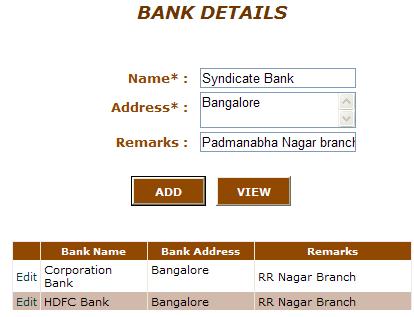 BANK DETAILS
Name* : Syndicate Bank
Address* : Bangalore
Remarks : Padmanabha Nagar branch
ADD VIEW
Bank Name Bank Address Remarks
Edit Corporation Bank Bangalore RR Nagar Branch
Edit HDFC Bank Bangalore RR Nagar Branch